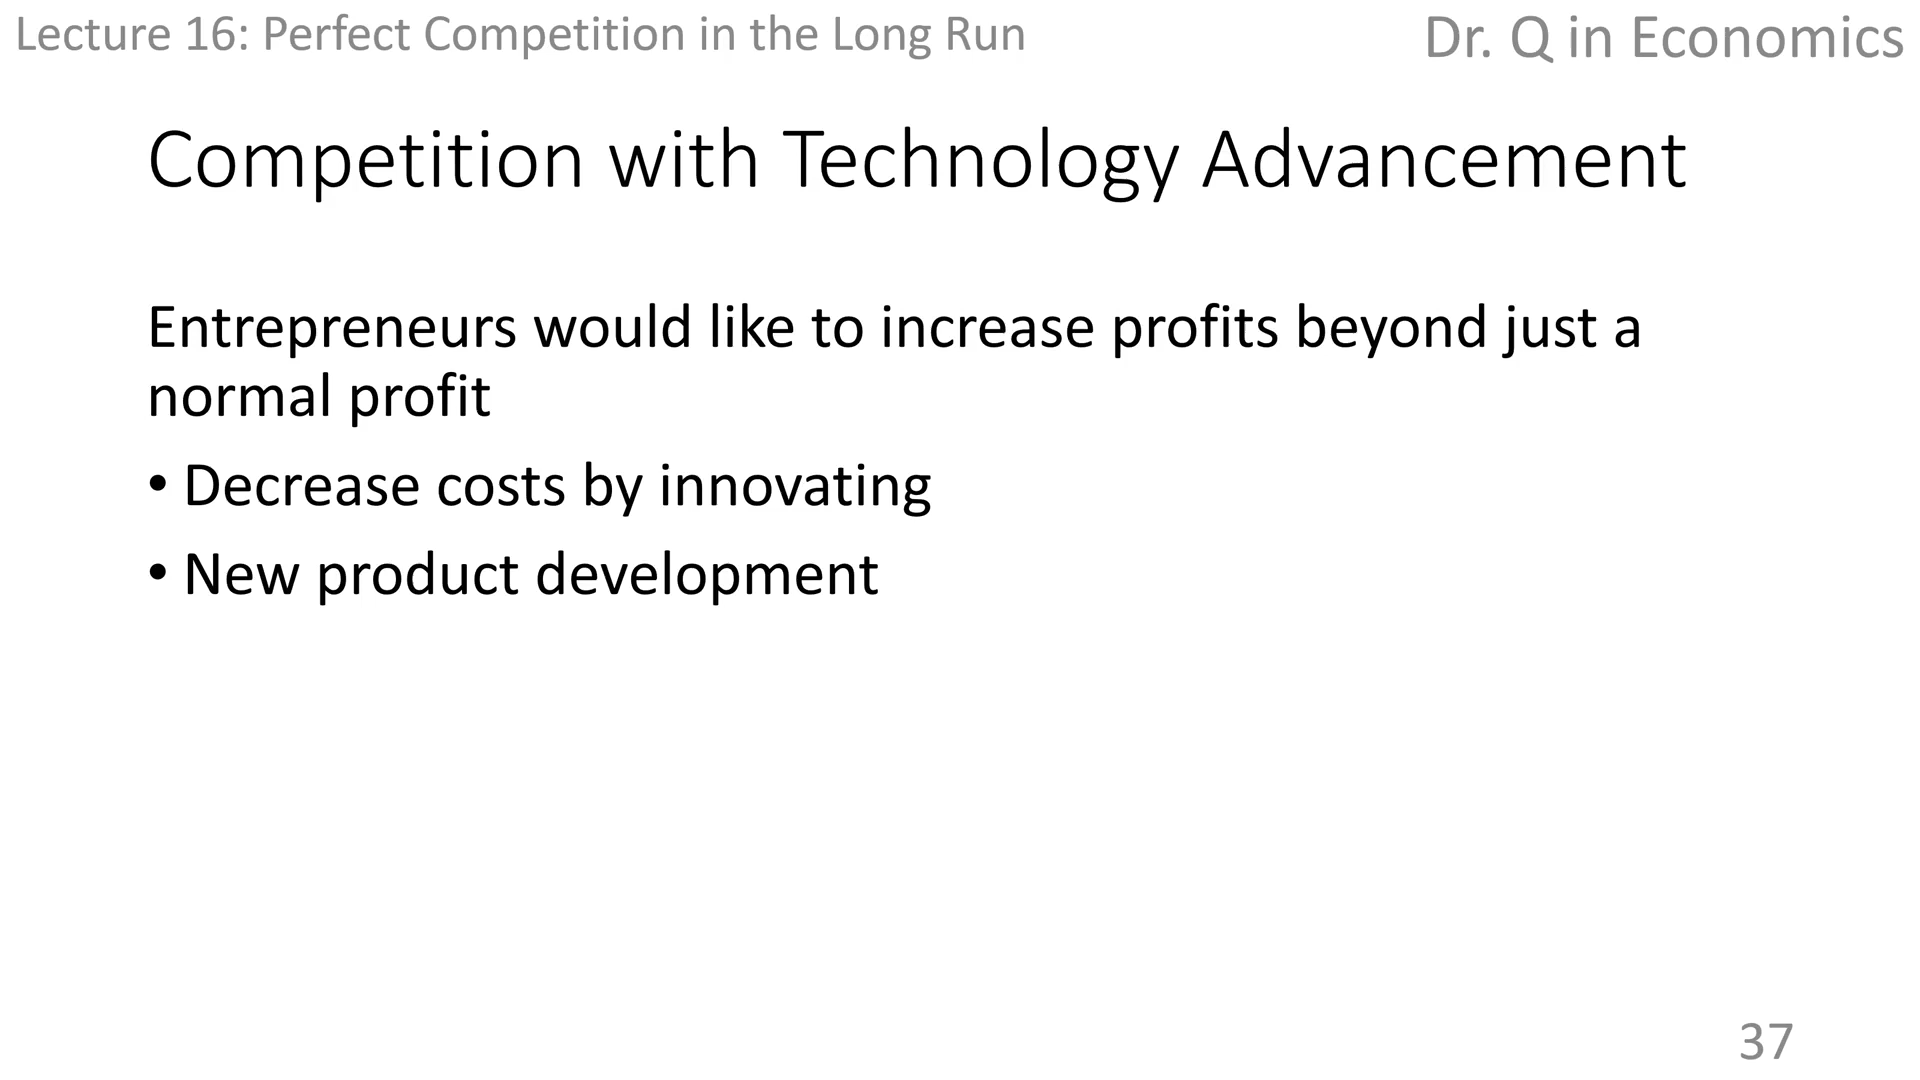 Lecture 16: Perfect Competition in the Long Run
Dr. Q in Economics
Competition with Technology Advancement
Entrepreneurs would like to increase profits beyond just a
normal profit
• Decrease costs by innovating
• New product development
37